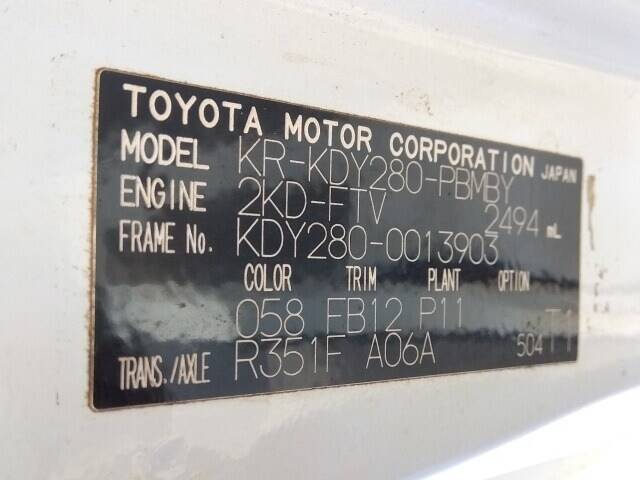 TOYOTA MOTOR CORPORATION JAPAN
MODEL KR-KDY280-PBMBY
ENGINE 2KD-FTV 2494 mL
FRAME No. KDY280-0013903
COLOR TRIM PLANT OPTION
058 FB12 P11
TRANS./AXLE R351F A06A 504 T1